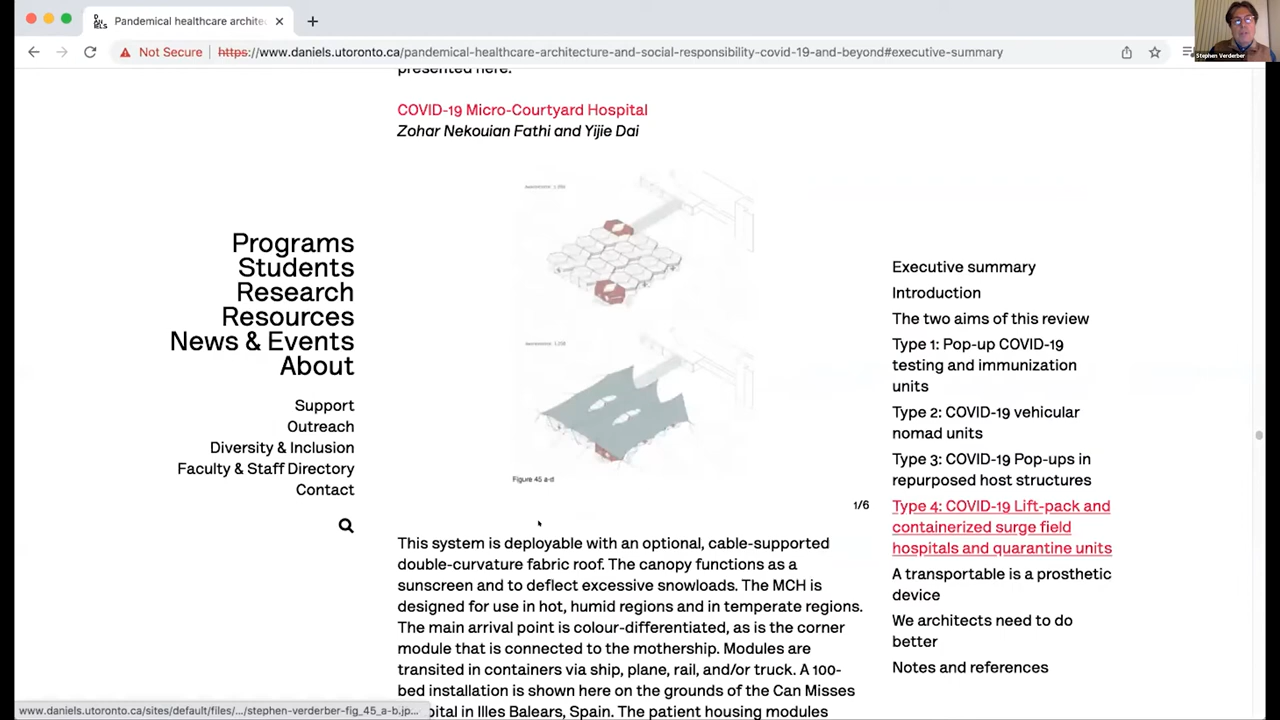 Pandemical healthcare archite
Not Secure
https://www.daniels.utoronto.ca/pandemical-healthcare-architecture-and-social-responsibility-covid-19-and-beyond#executive-summary
Stephen Verderber
presented here.
COVID-19 Micro-Courtyard Hospital
Zohar Nekouian Fathi and Yijie Dai
Programs
Students
Research
Resources
News & Events
About
Support
Outreach
Diversity & Inclusion
Faculty & Staff Directory
Contact
Figure 45 a-d
1/6
This system is deployable with an optional, cable-supported
double-curvature fabric roof. The canopy functions as a
sunscreen and to deflect excessive snowloads. The MCH is
designed for use in hot, humid regions and in temperate regions.
The main arrival point is colour-differentiated, as is the corner
module that is connected to the mothership. Modules are
transited in containers via ship, plane, rail, and/or truck. A 100-
bed installation is shown here on the grounds of the Can Misses
pital in Illes Balears, Spain. The patient housing modules
Executive summary
Introduction
The two aims of this review
Type 1: Pop-up COVID-19
testing and immunization
units
Type 2: COVID-19 vehicular
nomad units
Type 3: COVID-19 Pop-ups in
repurposed host structures
Type 4: COVID-19 Lift-pack and
containerized surge field
hospitals and quarantine units
A transportable is a prosthetic
device
We architects need to do
better
Notes and references
www.daniels.utoronto.ca/sites/default/files/.../stephen-verderber-fig_45_a-b.jp...